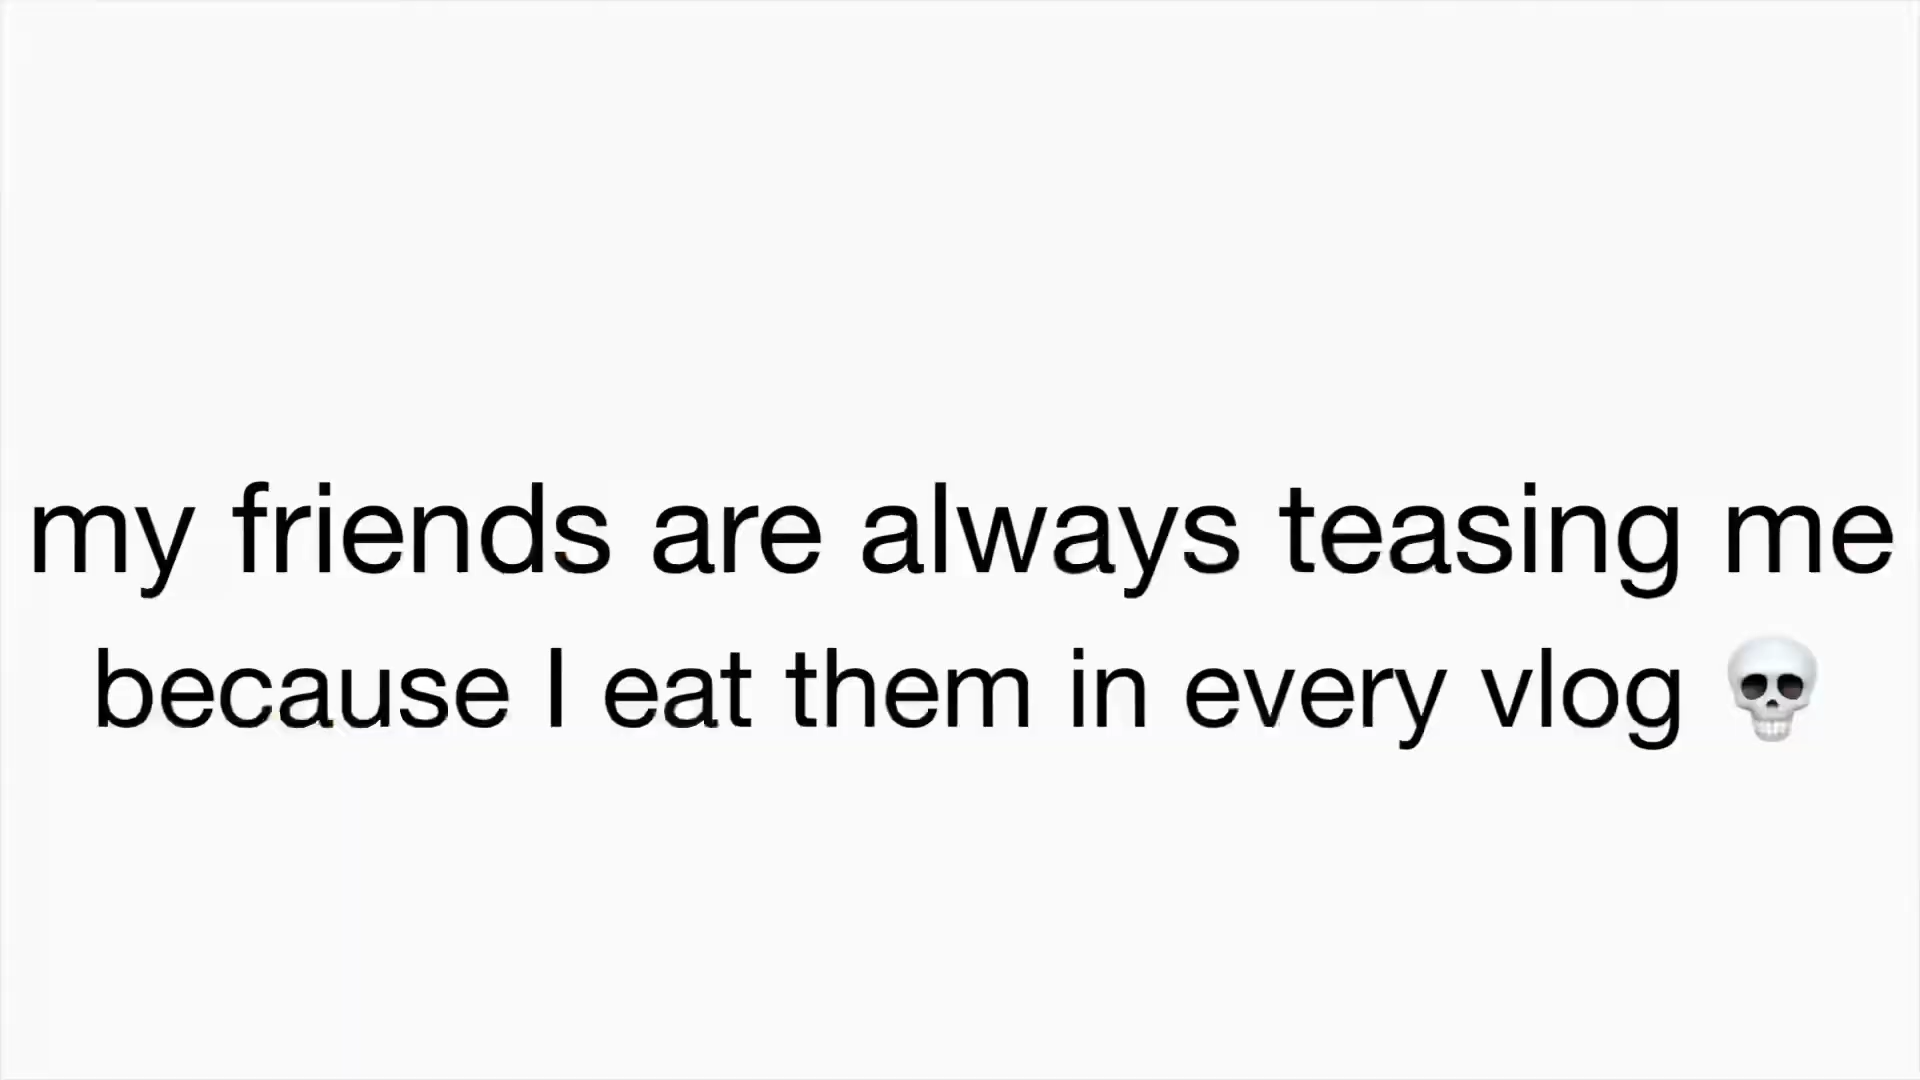 my friends are always teasing me
because I eat them in every vlog 💀